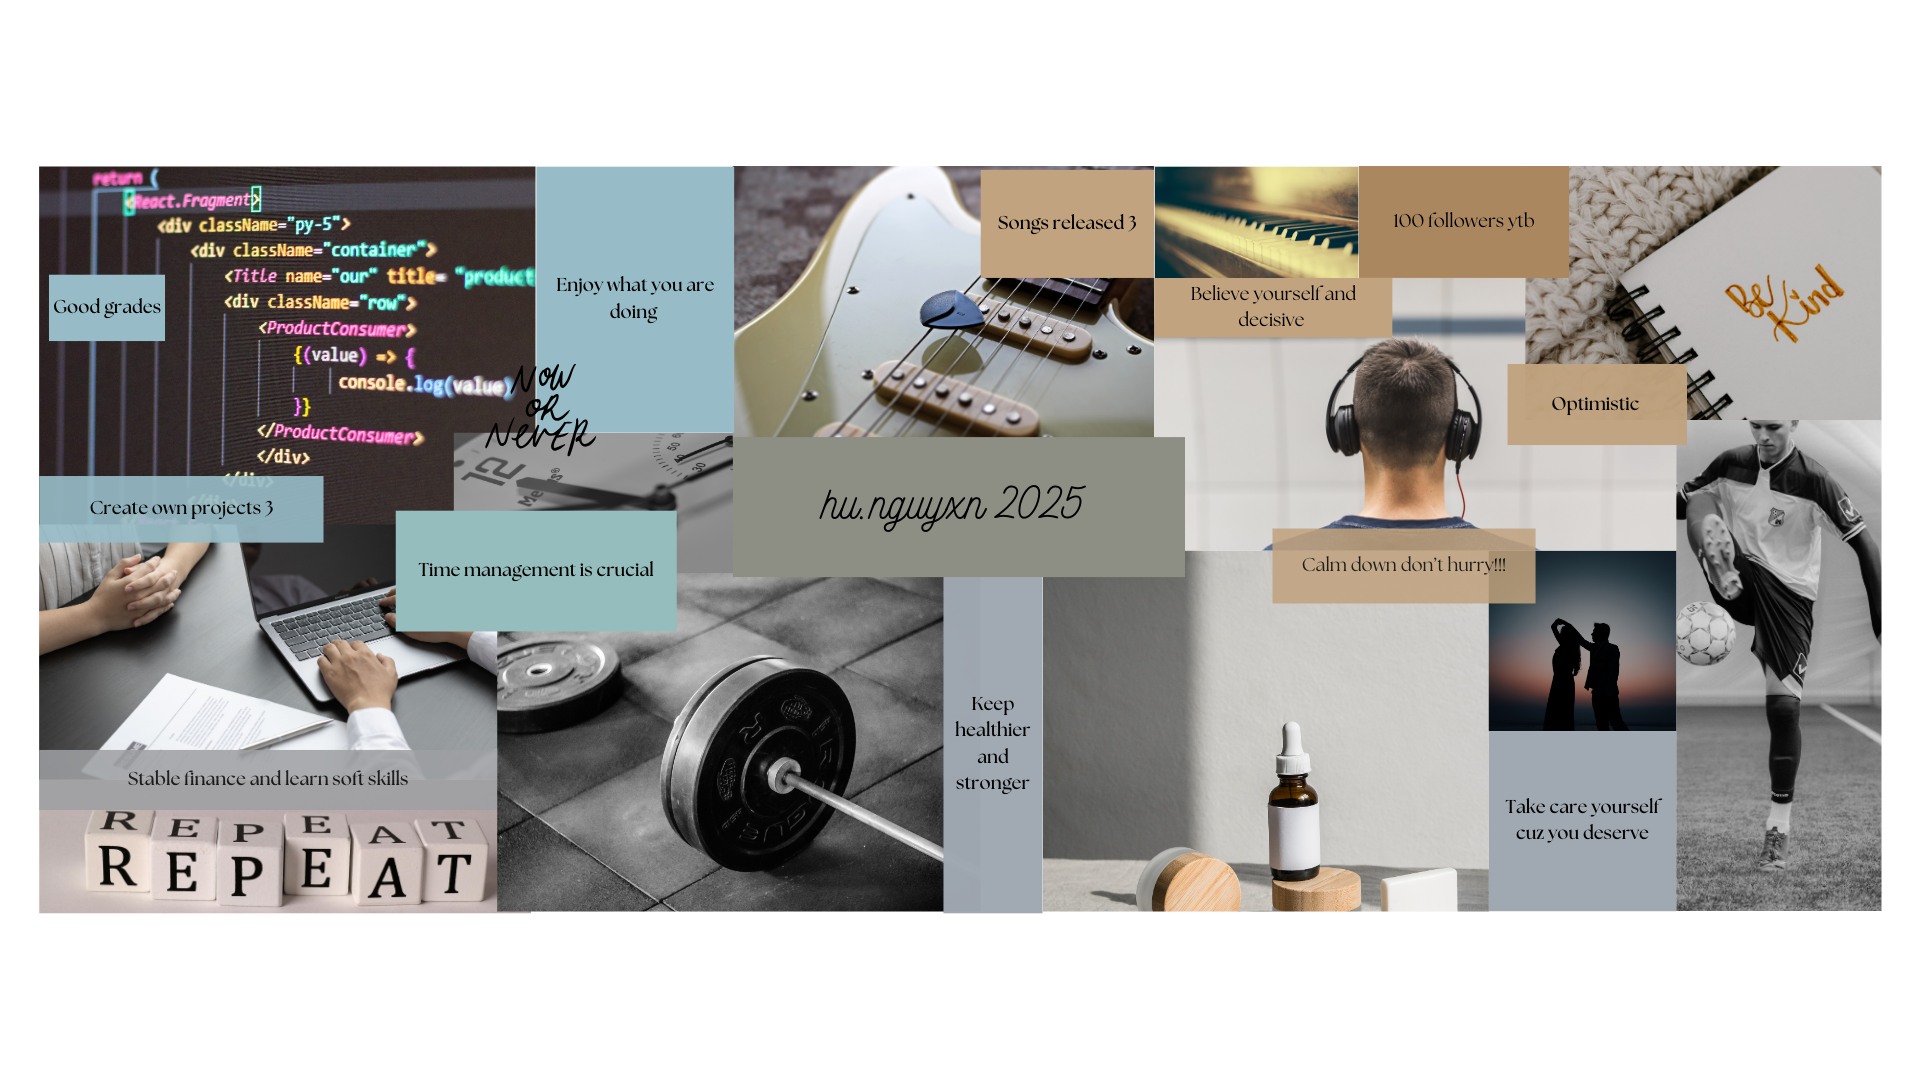 return (
<React.Fragment>
<div className="py-5">
<div className="container">
<Title name="our" title= "product
<div className="row">
<ProductConsumer>
{(value) => {
console.log(value)
}}
</ProductConsumer>
</div>
</div>
Good grades
Enjoy what you are
doing
NOW
OR
NEVER
Create own projects 3
12
Time management is crucial
Stable finance and learn soft skills
R E P E A T
R E P E A T
Songs released 3
100 followers ytb
Believe yourself and
decisive
Be
Kind
Optimistic
hu.nguyxn 2025
Calm down don't hurry!!!
Keep
healthier
and
stronger
Take care yourself
cuz you deserve